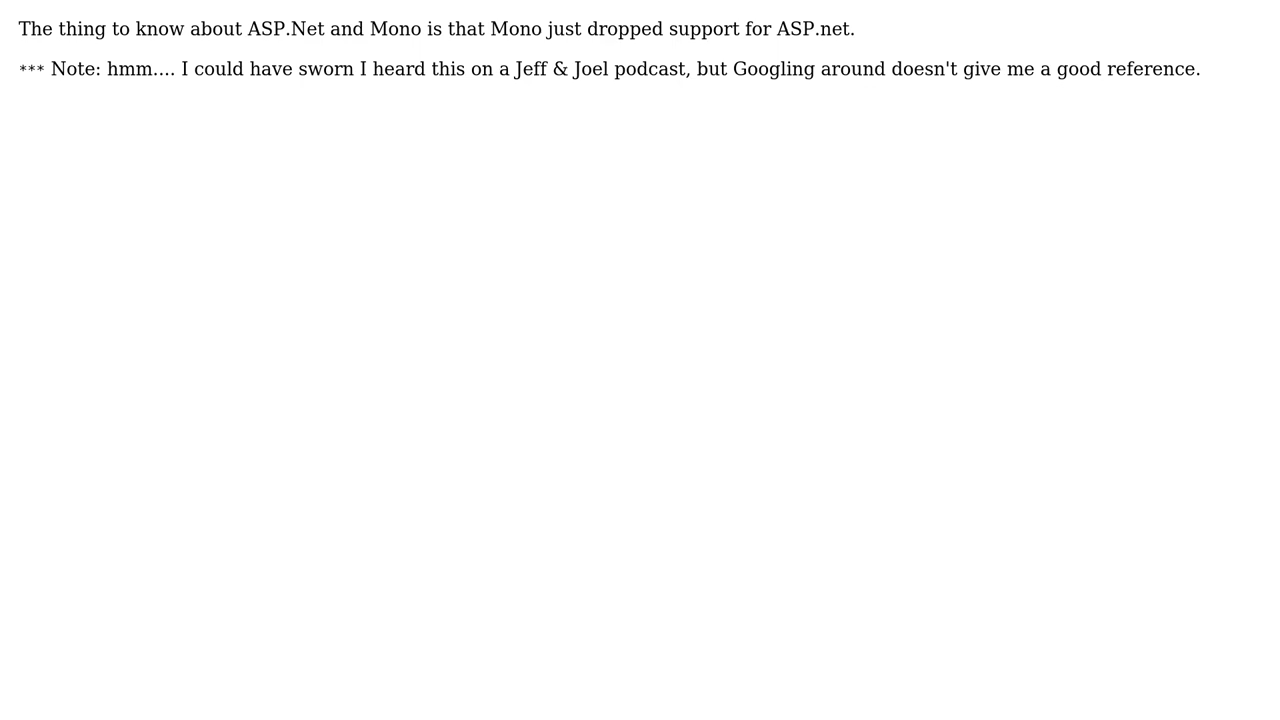 The thing to know about ASP.Net and Mono is that Mono just dropped support for ASP.net.
*** Note: hmm.... I could have sworn I heard this on a Jeff & Joel podcast, but Googling around doesn't give me a good reference.